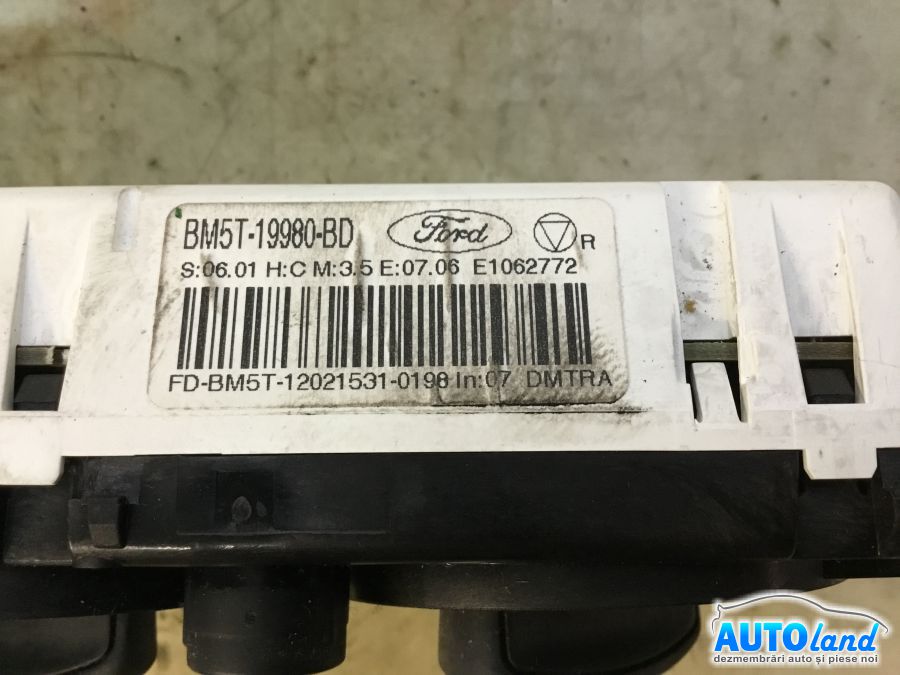 BM5T-19980-BD Ford R
S:06.01 H:C M:3.5 E:07.06 E1062772
FD-BM5T-12021531-0198 In:07 DMTRA
AUTOland
dezmembrări auto și piese noi